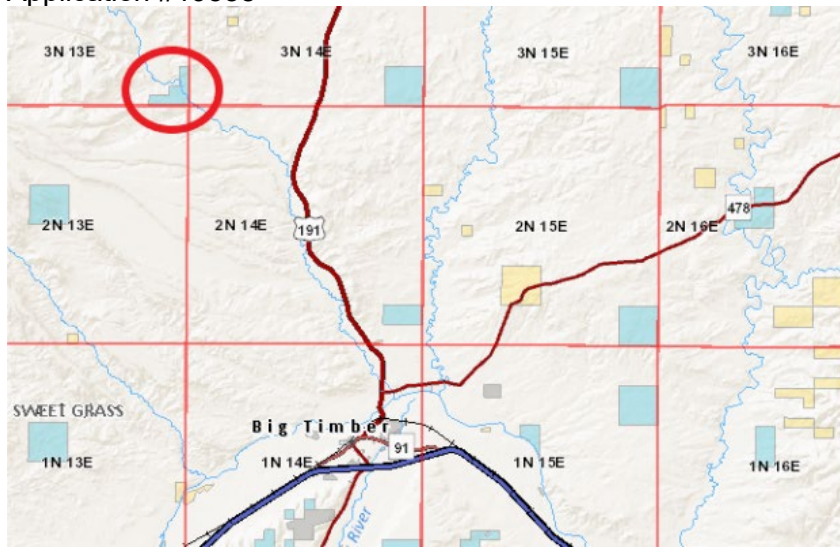 3N 13E
3N 14E
3N 15E
3N 16E
2N 13E
2N 14E
191
2N 15E
2N 16E
478
SWEET GRASS
Big Timber
91
1N 13E
1N 14E
1N 15E
1N 16E
River